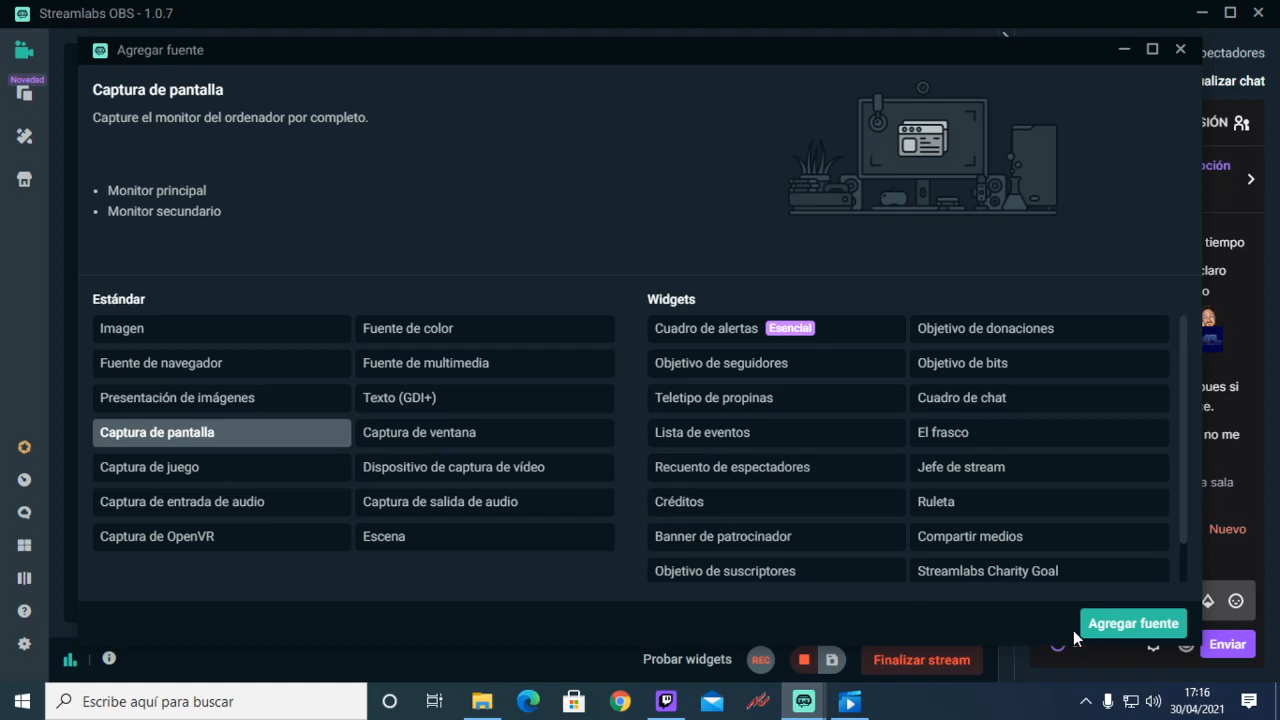 Streamlabs OBS - 1.0.7
Novedad
Agregar fuente
Captura de pantalla
Capture el monitor del ordenador por completo.
• Monitor principal
• Monitor secundario
Estándar
Imagen
Fuente de color
Fuente de navegador
Fuente de multimedia
Presentación de imágenes
Texto (GDI+)
Captura de pantalla
Captura de ventana
Captura de juego
Dispositivo de captura de vídeo
Captura de entrada de audio
Captura de salida de audio
Captura de OpenVR
Escena
Widgets
Cuadro de alertas Esencial
Objetivo de donaciones
Objetivo de seguidores
Objetivo de bits
Teletipo de propinas
Cuadro de chat
Lista de eventos
El frasco
Recuento de espectadores
Jefe de stream
Créditos
Ruleta
Banner de patrocinador
Compartir medios
Objetivo de suscriptores
Streamlabs Charity Goal
Agregar fuente
pectadores
alizar chat
SIÓN
pción
tiempo
laro
o
pues si
ce.
no me
a sala
Nuevo
Enviar
Probar widgets
REC
Finalizar stream
Escribe aquí para buscar
17:16
30/04/2021